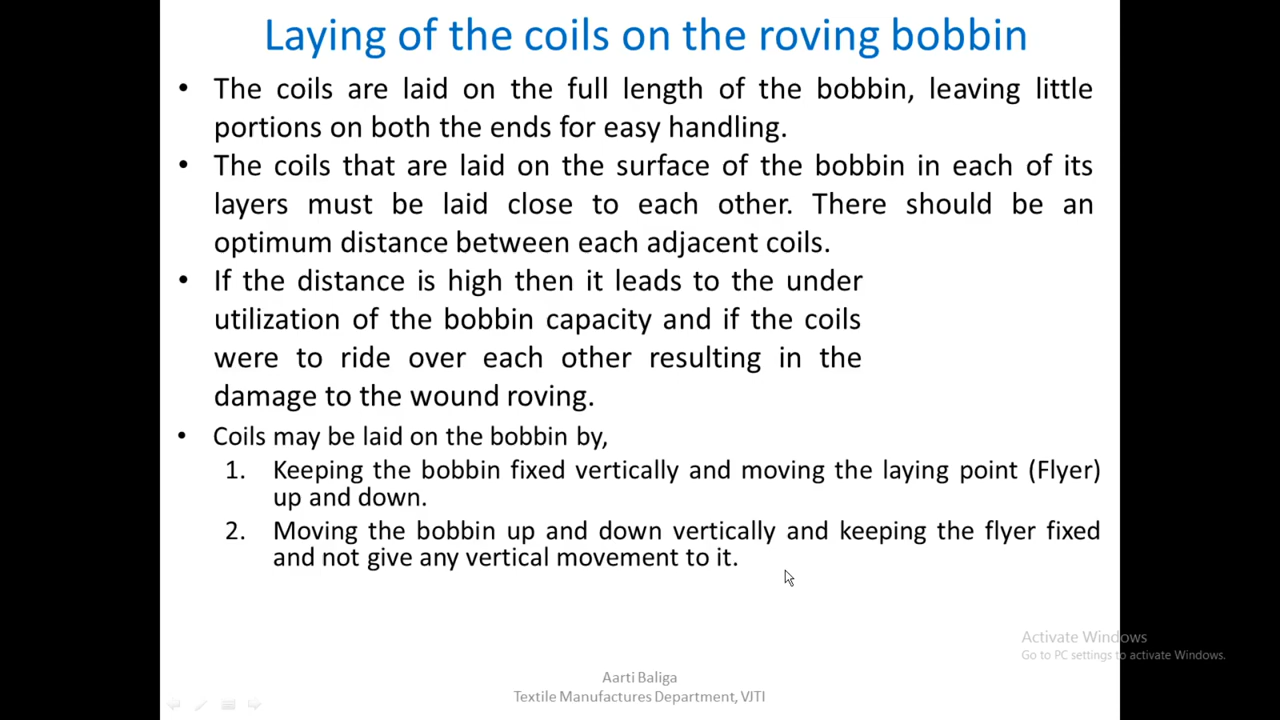 Laying of the coils on the roving bobbin
• The coils are laid on the full length of the bobbin, leaving little
portions on both the ends for easy handling.
• The coils that are laid on the surface of the bobbin in each of its
layers must be laid close to each other. There should be an
optimum distance between each adjacent coils.
• If the distance is high then it leads to the under
utilization of the bobbin capacity and if the coils
were to ride over each other resulting in the
damage to the wound roving.
• Coils may be laid on the bobbin by,
1. Keeping the bobbin fixed vertically and moving the laying point (Flyer)
up and down.
2. Moving the bobbin up and down vertically and keeping the flyer fixed
and not give any vertical movement to it.
Activate Windows
Go to PC settings to activate Windows.
Aarti Baliga
Textile Manufactures Department, VJTI